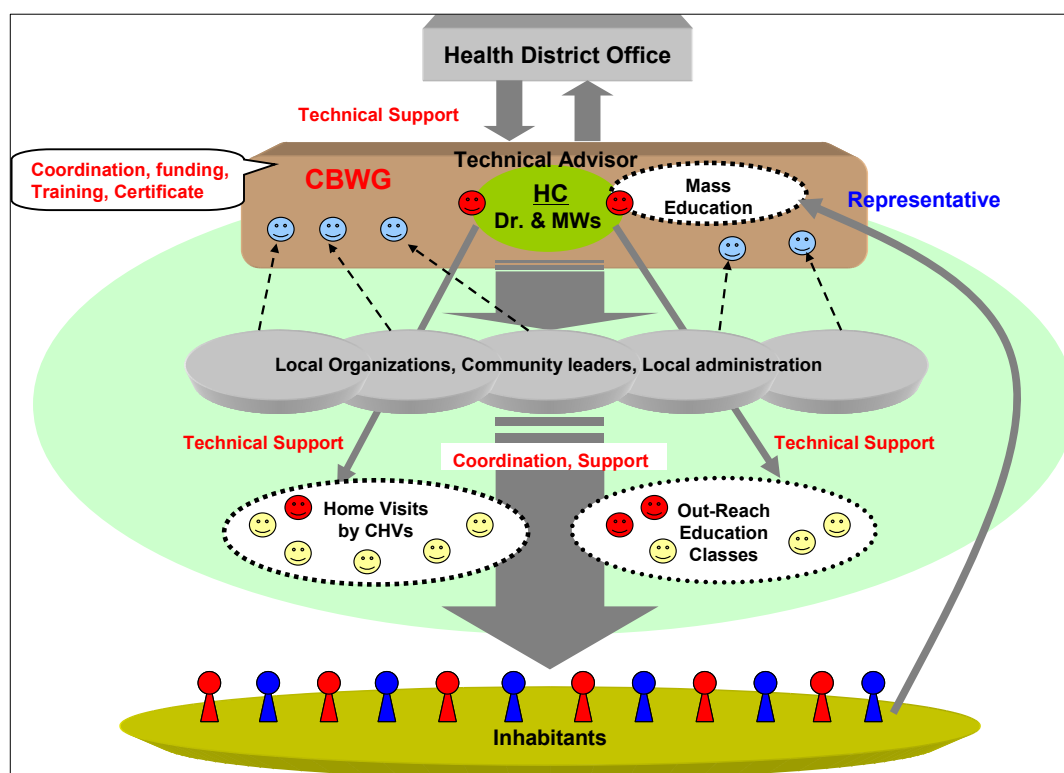 Health District Office
Technical Support
Coordination, funding,
Training, Certificate
CBWG
Technical Advisor
HC
Dr. & MWs
Mass
Education
Representative
Local Organizations, Community leaders, Local administration
Technical Support
Coordination, Support
Technical Support
Home Visits
by CHVs
Out-Reach
Education
Classes
Inhabitants